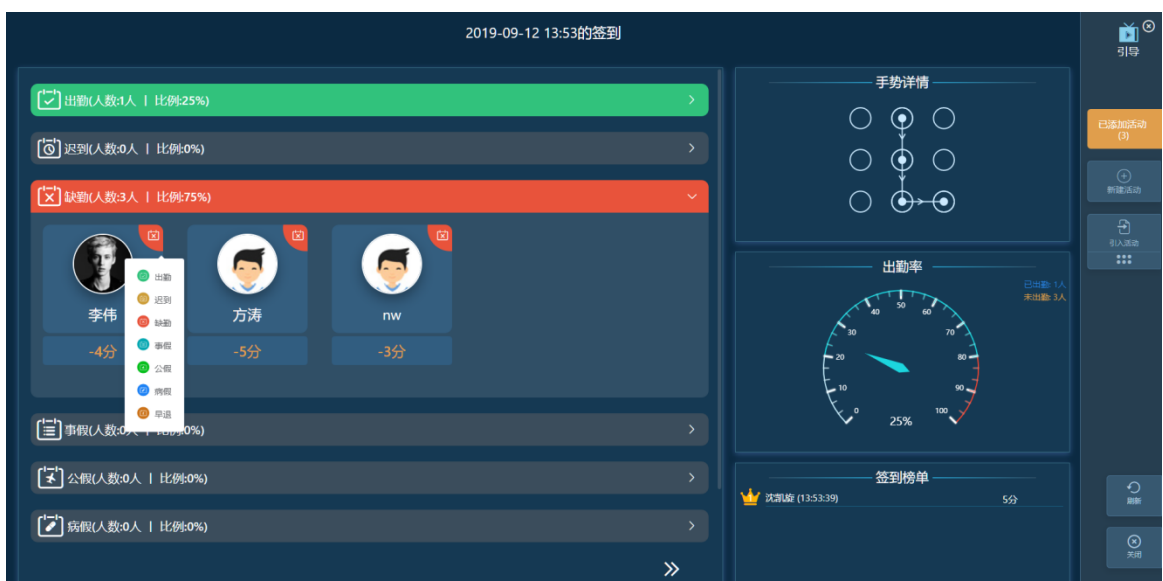 2019-09-12 13:53的签到
引导
出勤(人数:1人 | 比例:25%)
迟到(人数:0人 | 比例:0%)
缺勤(人数:3人 | 比例:75%)
李伟
方涛
nw
-4分
-5分
-3分
出勤
迟到
缺勤
事假
公假
病假
早退
事假(人数:0人 | 比例:0%)
公假(人数:0人 | 比例:0%)
病假(人数:0人 | 比例:0%)
手势详情
出勤率
已出勤: 1人
未出勤: 3人
0
10
20
30
40
50
60
70
80
90
100
25%
签到榜单
沈凯旋 (13:53:39)
5分
已添加活动
(3)
新建活动
引入活动
刷新
关闭